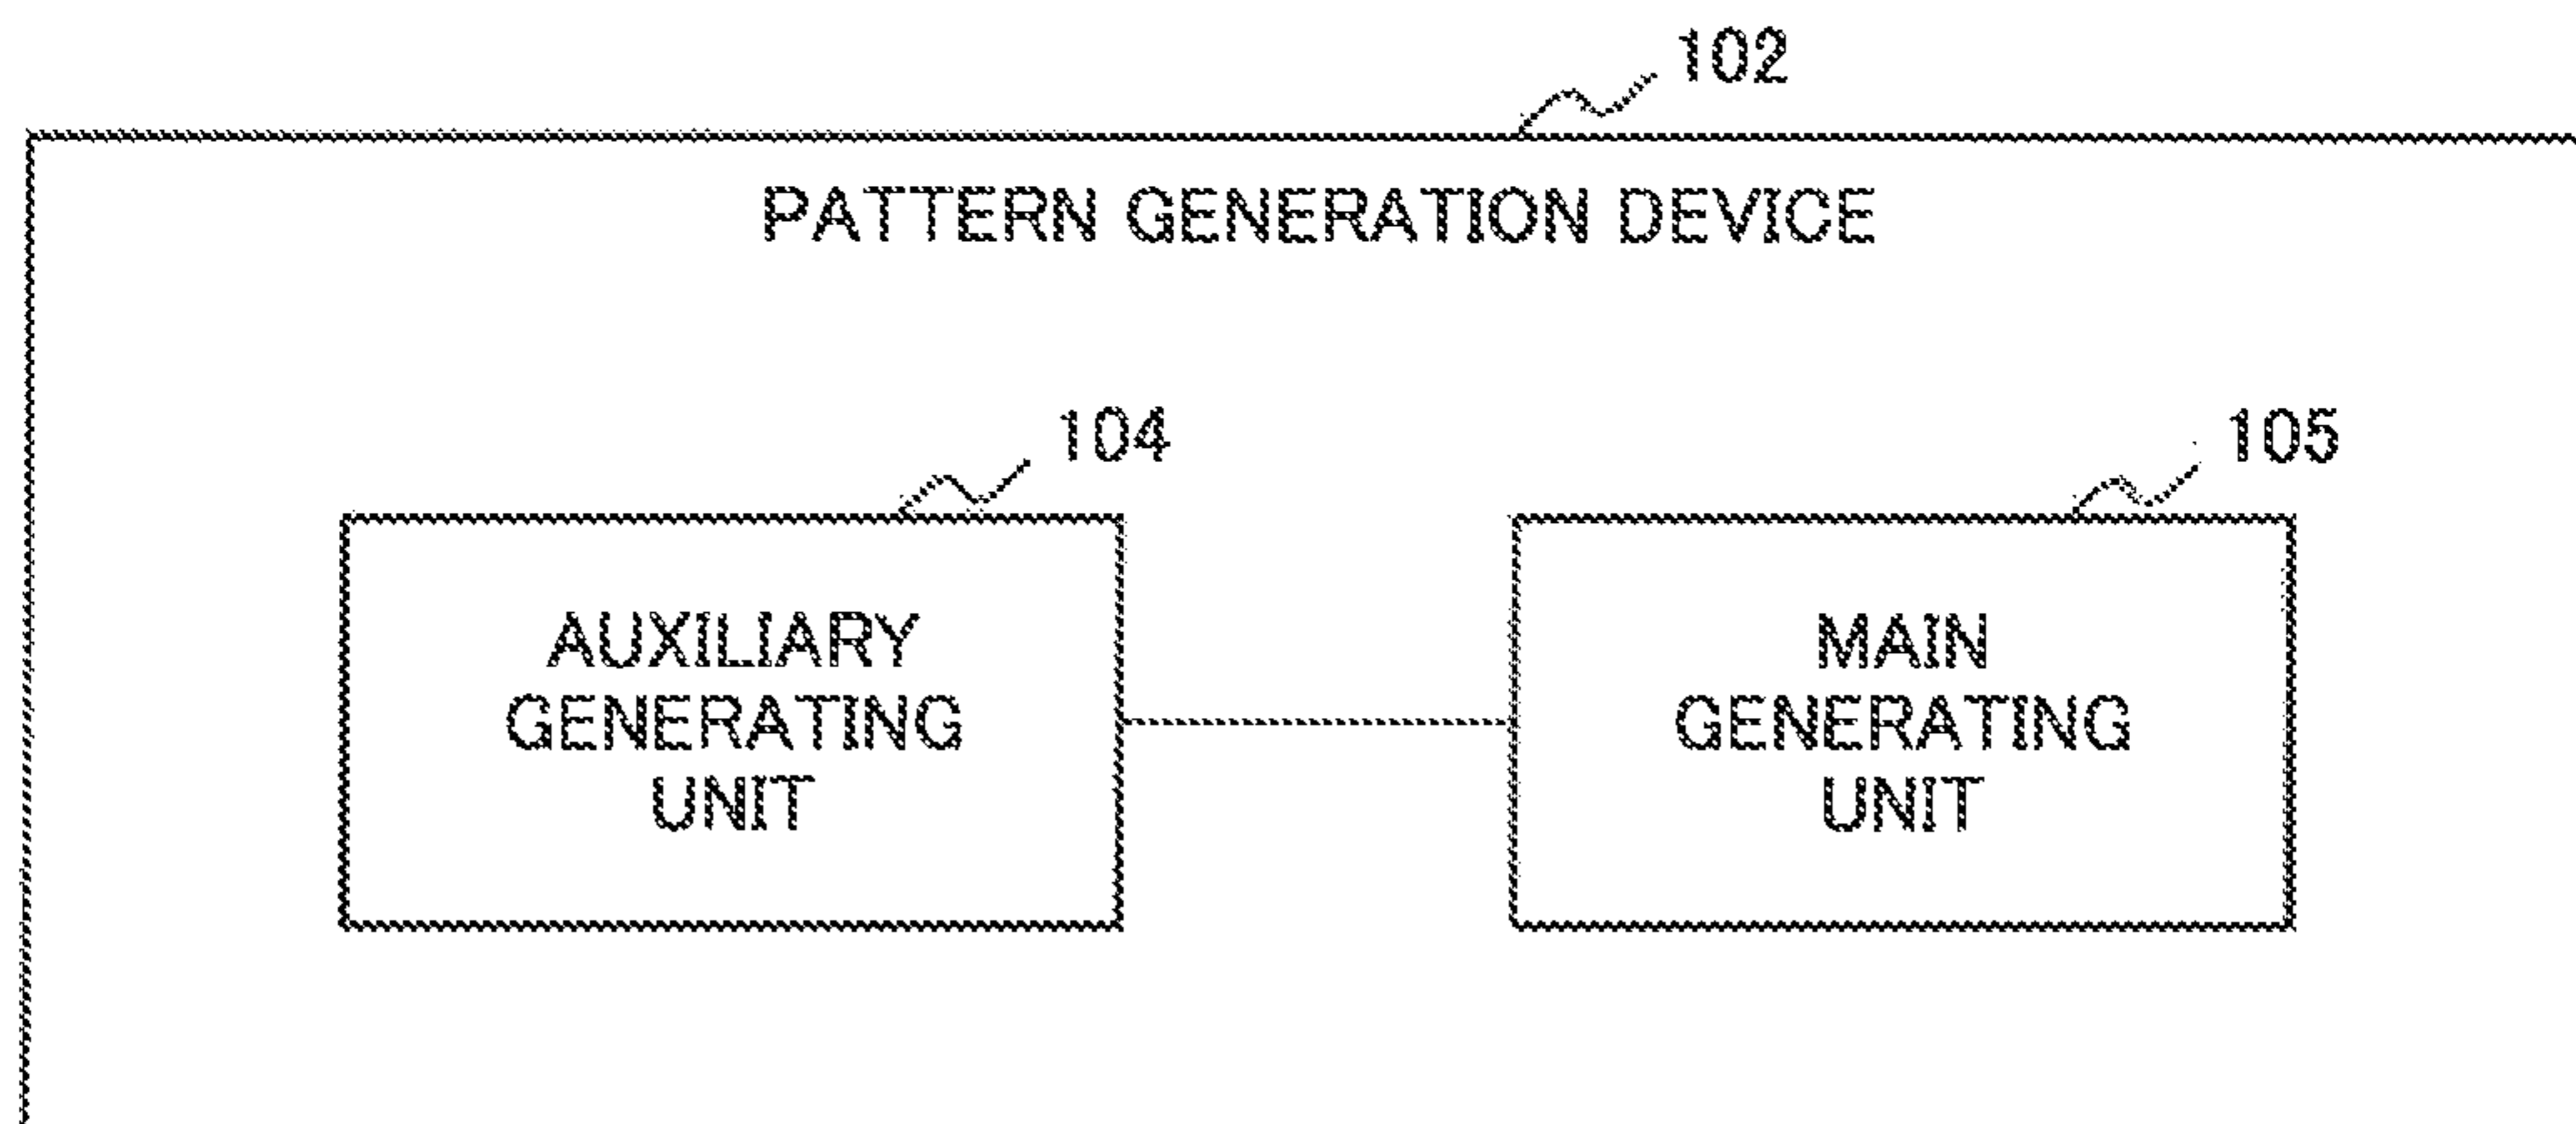 102
PATTERN GENERATION DEVICE
104
105
AUXILIARY
GENERATING
UNIT
MAIN
GENERATING
UNIT